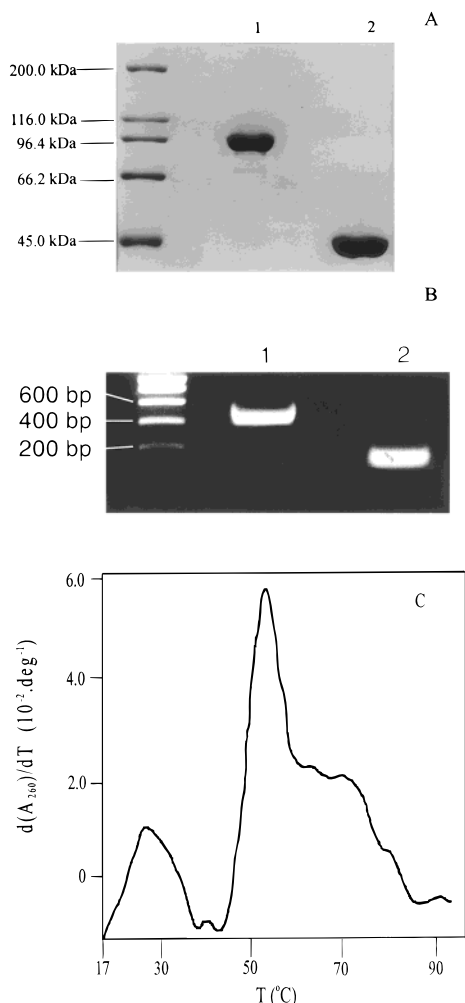 A
1 2
200.0 kDa
116.0 kDa
96.4 kDa
66.2 kDa
45.0 kDa
B
1 2
600 bp
400 bp
200 bp
C
6.0
4.0
2.0
0
d(A260)/dT (10-2.deg-1)
17 30 50 70 90
T (oC)